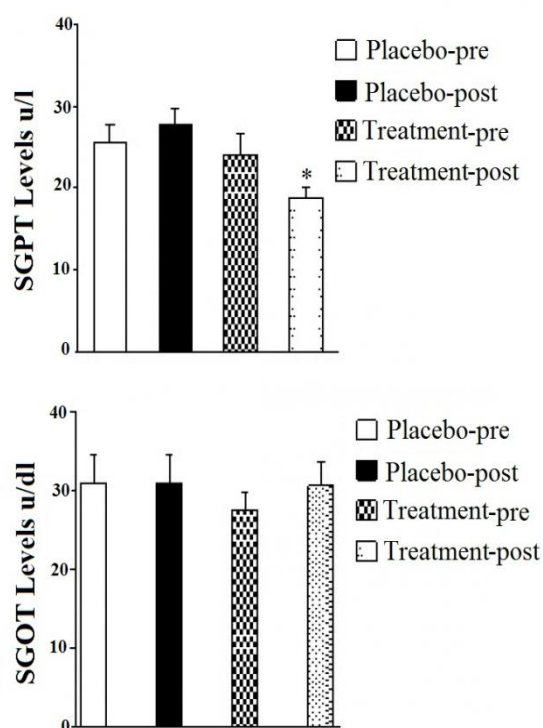 40
30
20
10
0
SGPT Levels u/l
*
Placebo-pre
Placebo-post
Treatment-pre
Treatment-post
40
30
20
10
0
SGOT Levels u/dl
Placebo-pre
Placebo-post
Treatment-pre
Treatment-post